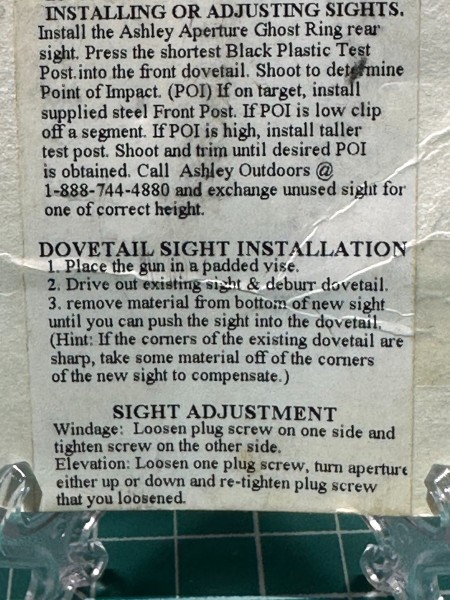 INSTALLING OR ADJUSTING SIGHTS.
Install the Ashley Aperture Ghost Ring rear
sight. Press the shortest Black Plastic Test
Post.into the front dovetail. Shoot to determine
Point of Impact. (POI) If on target, install
supplied steel Front Post. If POI is low clip
off a segment. If POI is high, install taller
test post. Shoot and trim until desired POI
is obtained. Call Ashley Outdoors @
1-888-744-4880 and exchange unused sight for
one of correct height.
DOVETAIL SIGHT INSTALLATION
1. Place the gun in a padded vise.
2. Drive out existing sight & deburr dovetail.
3. remove material from bottom of new sight
until you can push the sight into the dovetail.
(Hint: If the corners of the existing dovetail are
sharp, take some material off of the corners
of the new sight to compensate.)
SIGHT ADJUSTMENT
Windage: Loosen plug screw on one side and
tighten screw on the other side.
Elevation: Loosen one plug screw, turn aperture
either up or down and re-tighten plug screw
that you loosened.